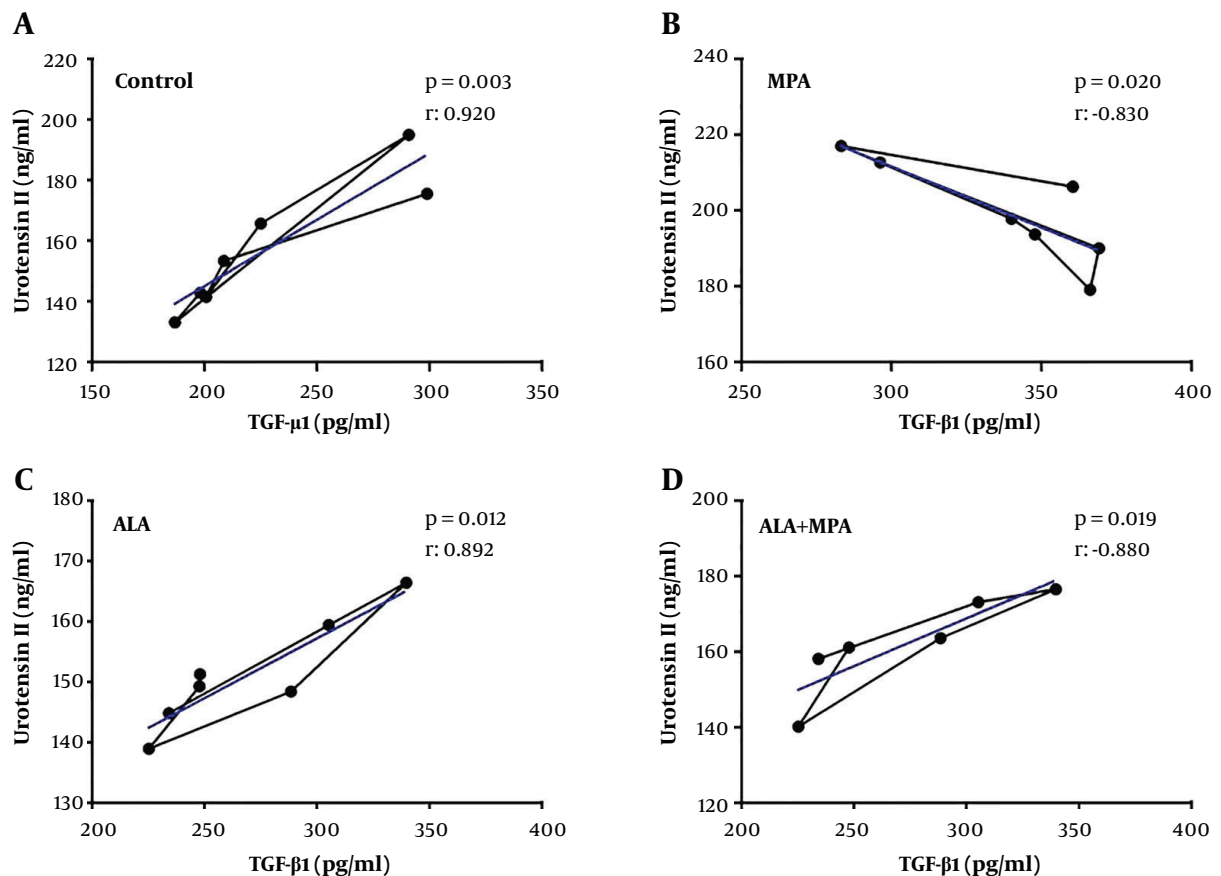 A
Control
p = 0.003
r: 0.920
Urotensin II (ng/ml)
220
200
180
160
140
120
150 200 250 300 350
TGF-μ1 (pg/ml)
B
MPA
p = 0.020
r: -0.830
Urotensin II (ng/ml)
240
220
200
180
160
250 300 350 400
TGF-β1 (pg/ml)
C
ALA
p = 0.012
r: 0.892
Urotensin II (ng/ml)
180
170
160
150
140
130
200 250 300 350 400
TGF-β1 (pg/ml)
D
ALA+MPA
p = 0.019
r: -0.880
Urotensin II (ng/ml)
200
180
160
140
120
200 250 300 350 400
TGF-β1 (pg/ml)